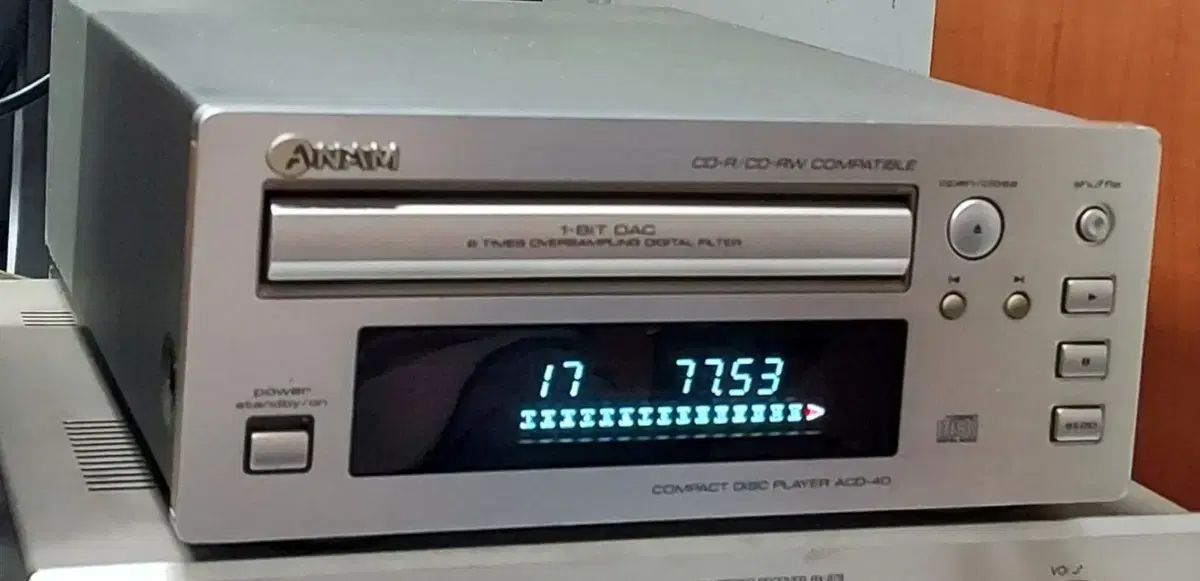 ANAM
CD-R/CD-RW COMPATIBLE
open/close
shuffle
1-BIT DAC
8 TIMES OVERSAMPLING DIGITAL FILTER
17 77.53
power
standby/on
COMPACT DISC PLAYER ACD-40